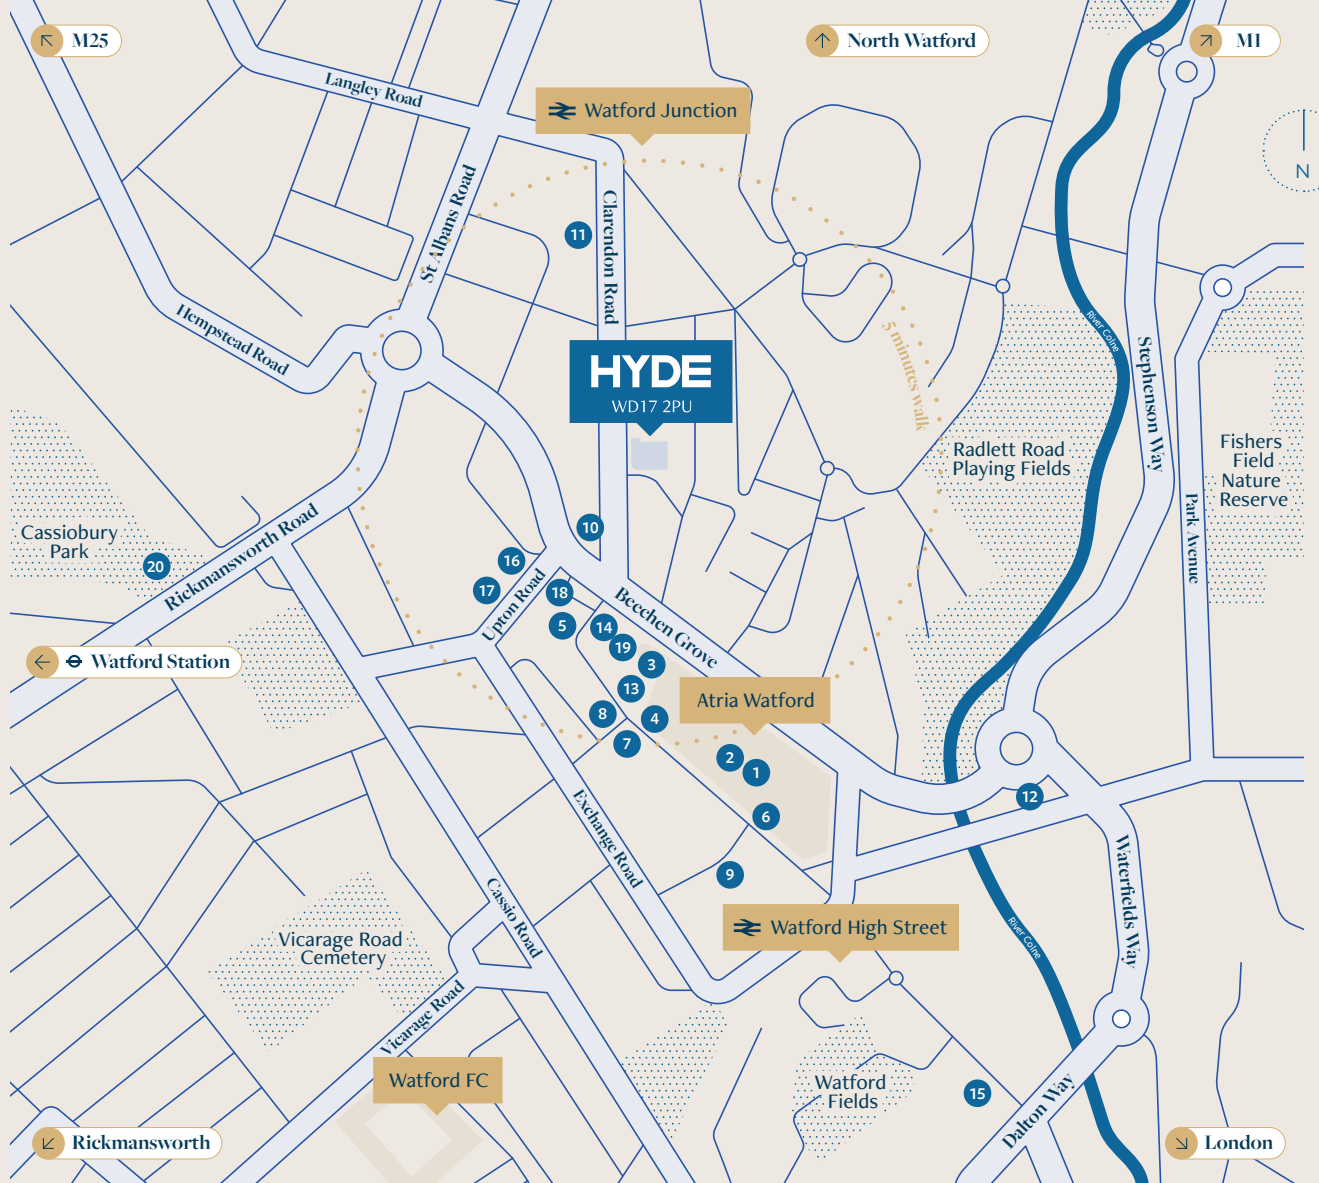 M25
North Watford
M1
Langley Road
Watford Junction
N
St Albans Road
11
Clarendon Road
Hempstead Road
River Colne
5 minutes walk
Stephenson Way
HYDE
WD17 2PU
Radlett Road
Playing Fields
Fishers
Field
Nature
Reserve
Park Avenue
Cassiobury
Park
20
Rickmansworth Road
10
16
17
18
Upton Road
5
14
19
3
Beechen Grove
Watford Station
13
8
4
7
Atria Watford
2
1
6
12
Exchange Road
9
Waterfields Way
Cassio Road
Watford High Street
River Colne
Vicarage Road
Cemetery
Vicarage Road
Watford FC
Watford
Fields
15
Dalton Way
Rickmansworth
London